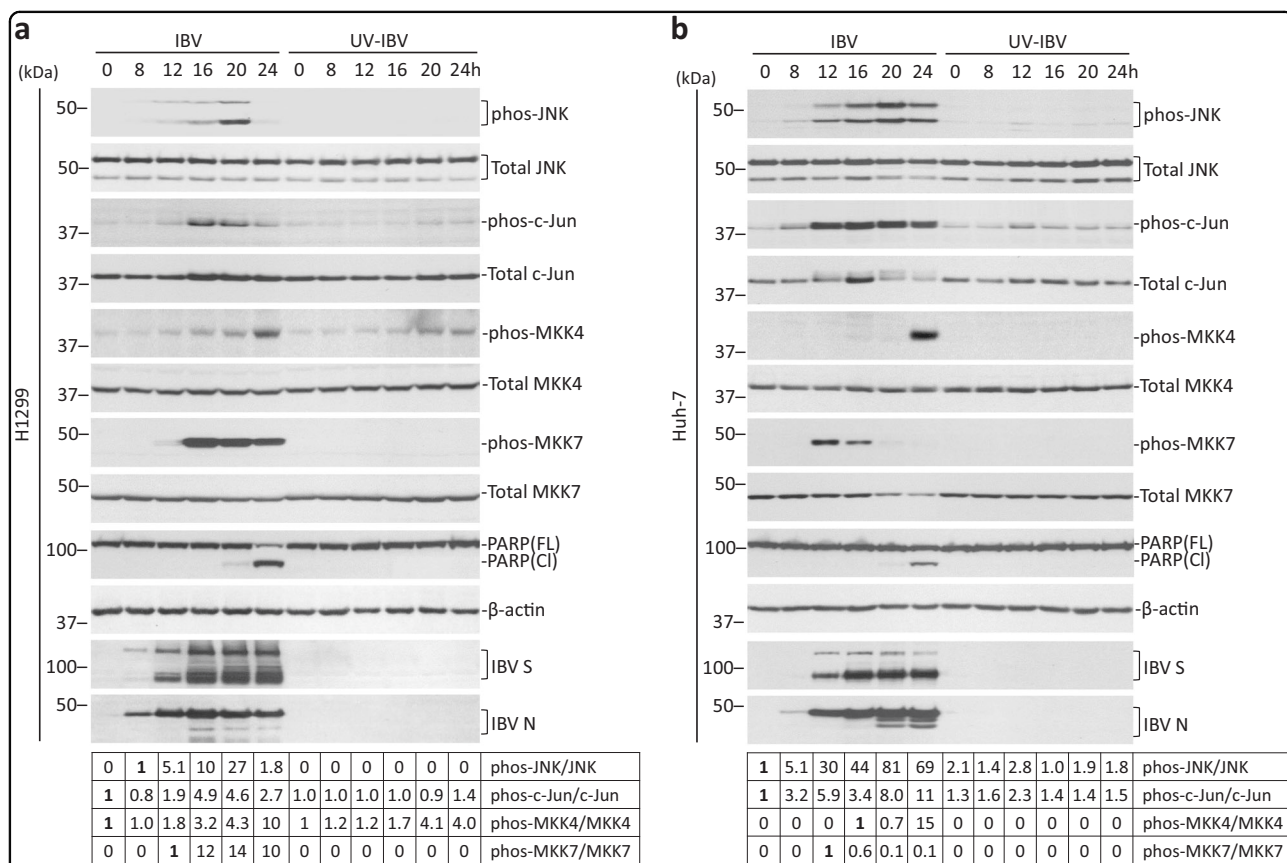 a
IBV UV-IBV
(kDa) 0 8 12 16 20 24 0 8 12 16 20 24h
H1299
50– phos-JNK
50– Total JNK
37– -phos-c-Jun
37– -Total c-Jun
37– -phos-MKK4
37– -Total MKK4
50– -phos-MKK7
50– -Total MKK7
100– -PARP(FL)
-PARP(Cl)
37– -β-actin
100– IBV S
50– IBV N
0 1 5.1 10 27 1.8 0 0 0 0 0 0 phos-JNK/JNK
1 0.8 1.9 4.9 4.6 2.7 1.0 1.0 1.0 1.0 0.9 1.4 phos-c-Jun/c-Jun
1 1.0 1.8 3.2 4.3 10 1 1.2 1.2 1.7 4.1 4.0 phos-MKK4/MKK4
0 0 1 12 14 10 0 0 0 0 0 0 phos-MKK7/MKK7
b
IBV UV-IBV
(kDa) 0 8 12 16 20 24 0 8 12 16 20 24h
Huh-7
50– phos-JNK
50– Total JNK
37– -phos-c-Jun
37– -Total c-Jun
37– -phos-MKK4
37– -Total MKK4
50– -phos-MKK7
50– -Total MKK7
100– -PARP(FL)
-PARP(Cl)
37– -β-actin
100– IBV S
50– IBV N
1 5.1 30 44 81 69 2.1 1.4 2.8 1.0 1.9 1.8 phos-JNK/JNK
1 3.2 5.9 3.4 8.0 11 1.3 1.6 2.3 1.4 1.4 1.5 phos-c-Jun/c-Jun
0 0 0 1 0.7 15 0 0 0 0 0 0 phos-MKK4/MKK4
0 0 1 0.6 0.1 0.1 0 0 0 0 0 0 phos-MKK7/MKK7